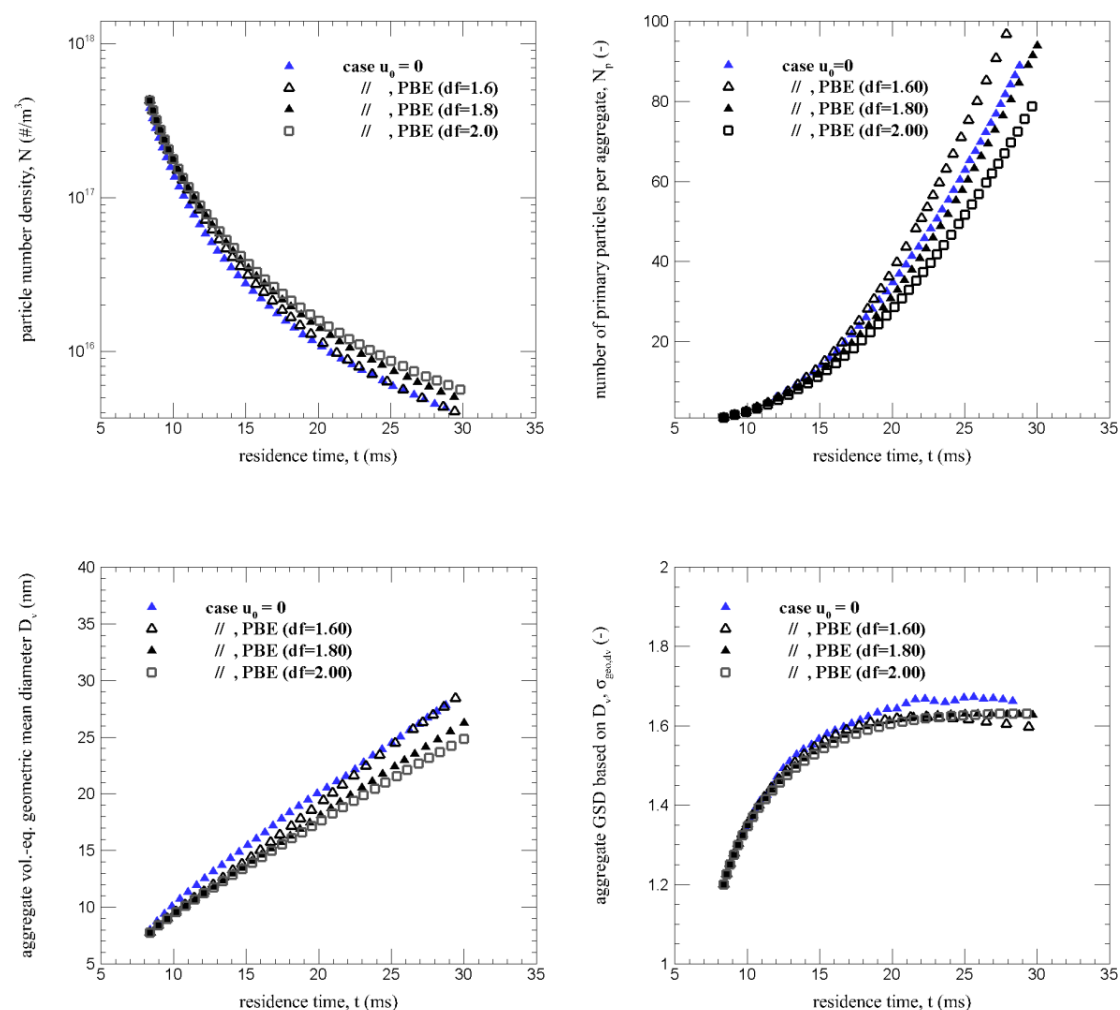 particle number density, N (#/m³)
10¹⁸
10¹⁷
10¹⁶
case u₀ = 0
// , PBE (df=1.6)
// , PBE (df=1.8)
// , PBE (df=2.0)
5 10 15 20 25 30 35
residence time, t (ms)
number of primary particles per aggregate, Nₚ (-)
100
80
60
40
20
case u₀=0
// , PBE (df=1.60)
// , PBE (df=1.80)
// , PBE (df=2.00)
5 10 15 20 25 30 35
residence time, t (ms)
aggregate vol.-eq. geometric mean diameter Dᵥ (nm)
40
35
30
25
20
15
10
5
case u₀ = 0
// , PBE (df=1.60)
// , PBE (df=1.80)
// , PBE (df=2.00)
5 10 15 20 25 30 35
residence time, t (ms)
aggregate GSD based on Dᵥ, σgeo,dv (-)
2
1.8
1.6
1.4
1.2
1
case u₀ = 0
// , PBE (df=1.60)
// , PBE (df=1.80)
// , PBE (df=2.00)
5 10 15 20 25 30 35
residence time, t (ms)